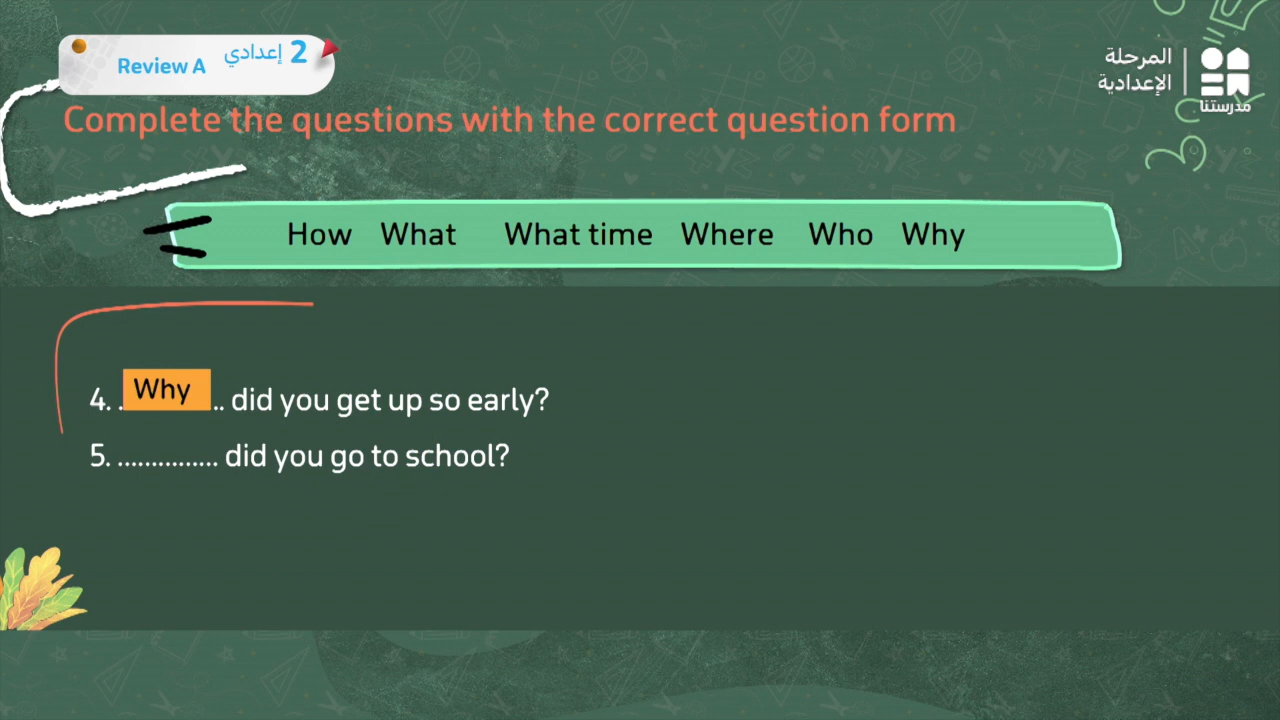 2 إعدادي
Review A
المرحلة
الإعدادية
مدرستنا
Complete the questions with the correct question form
How What What time Where Who Why
4. .Why.. did you get up so early?
5. ............... did you go to school?